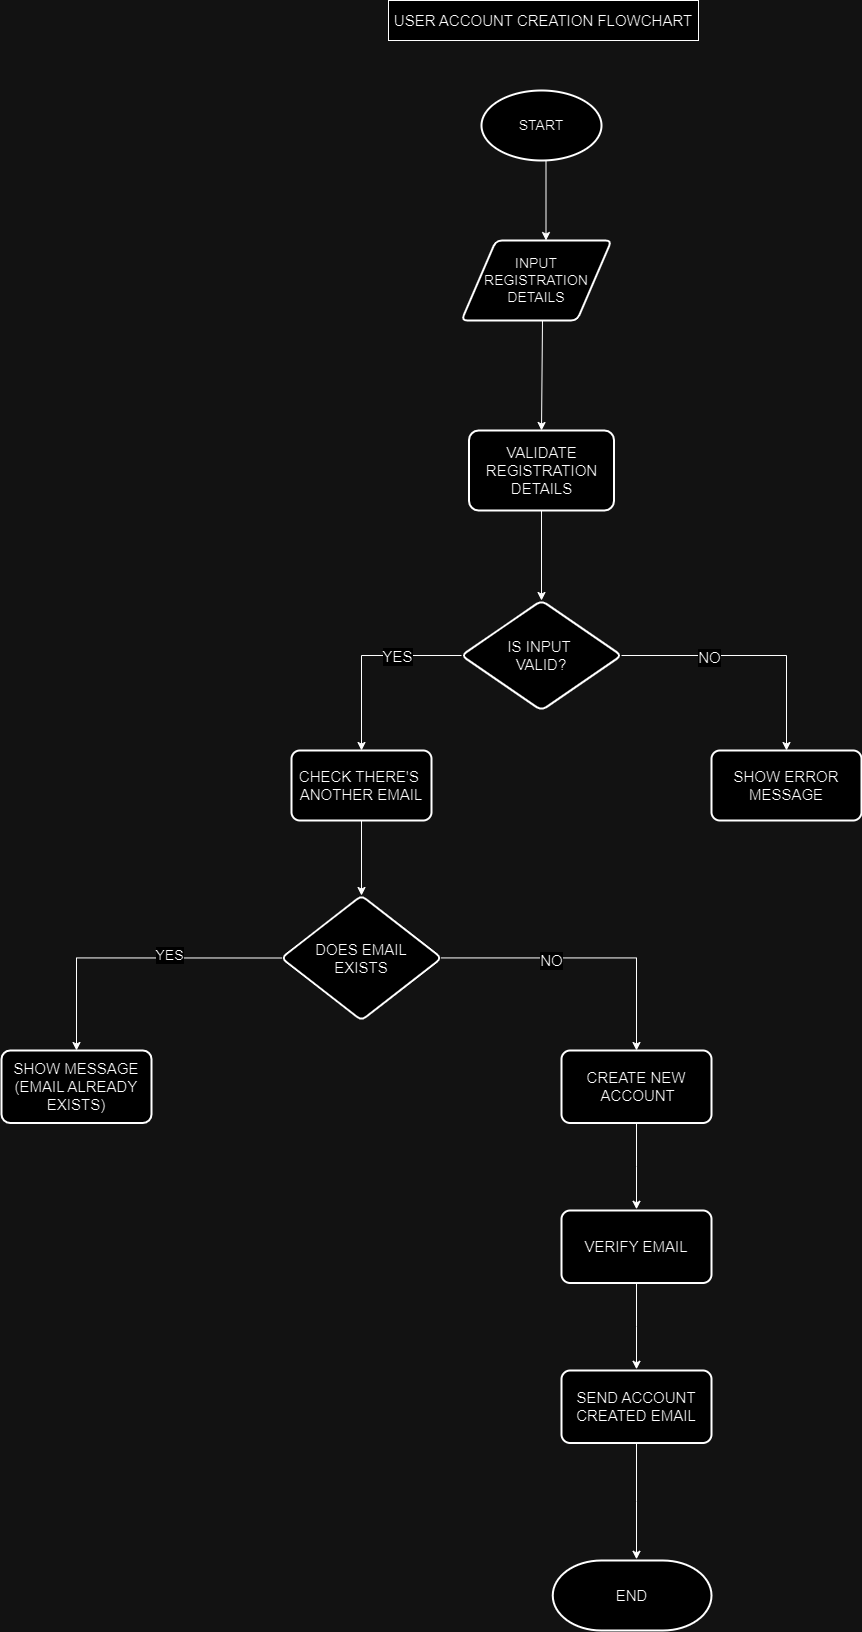 USER ACCOUNT CREATION FLOWCHART
START
INPUT
REGISTRATION
DETAILS
VALIDATE
REGISTRATION
DETAILS
IS INPUT
VALID?
YES
NO
CHECK THERE'S
ANOTHER EMAIL
SHOW ERROR
MESSAGE
DOES EMAIL
EXISTS
YES
NO
SHOW MESSAGE
(EMAIL ALREADY
EXISTS)
CREATE NEW
ACCOUNT
VERIFY EMAIL
SEND ACCOUNT
CREATED EMAIL
END